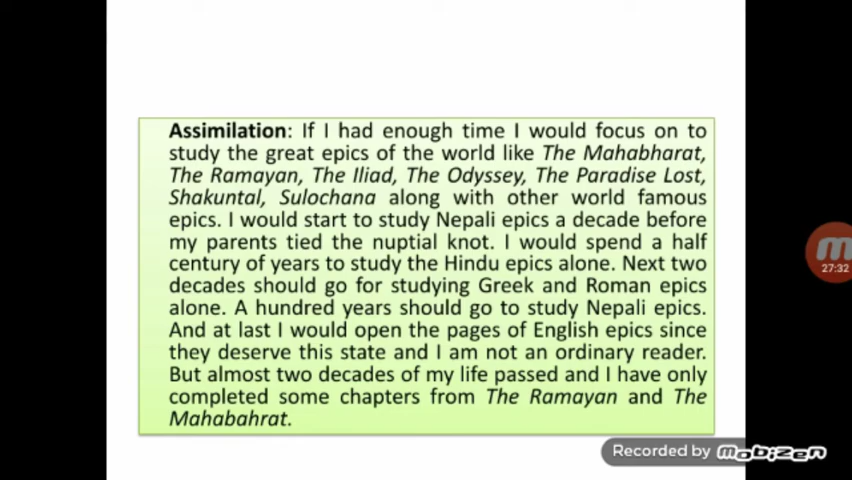 Assimilation: If I had enough time I would focus on to
study the great epics of the world like The Mahabharat,
The Ramayan, The Iliad, The Odyssey, The Paradise Lost,
Shakuntal, Sulochana along with other world famous
epics. I would start to study Nepali epics a decade before
my parents tied the nuptial knot. I would spend a half
century of years to study the Hindu epics alone. Next two
decades should go for studying Greek and Roman epics
alone. A hundred years should go to study Nepali epics.
And at last I would open the pages of English epics since
they deserve this state and I am not an ordinary reader.
But almost two decades of my life passed and I have only
completed some chapters from The Ramayan and The
Mahabahrat.
27:32
Recorded by mobizen